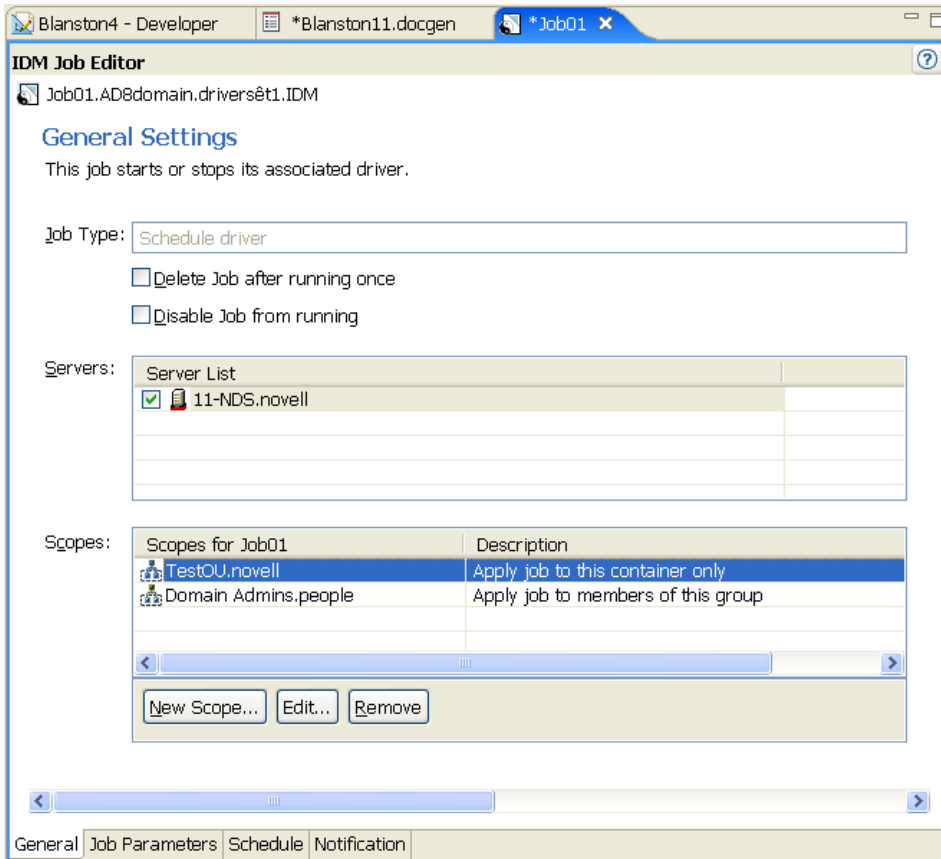 Blanston4 - Developer *Blanston11.docgen *Job01
IDM Job Editor
Job01.AD8domain.driversêt1.IDM
General Settings
This job starts or stops its associated driver.
Job Type: Schedule driver
Delete Job after running once
Disable Job from running
Servers: Server List
11-NDS.novell
Scopes: Scopes for Job01 Description
TestOU.novell Apply job to this container only
Domain Admins.people Apply job to members of this group
New Scope... Edit... Remove
General Job Parameters Schedule Notification